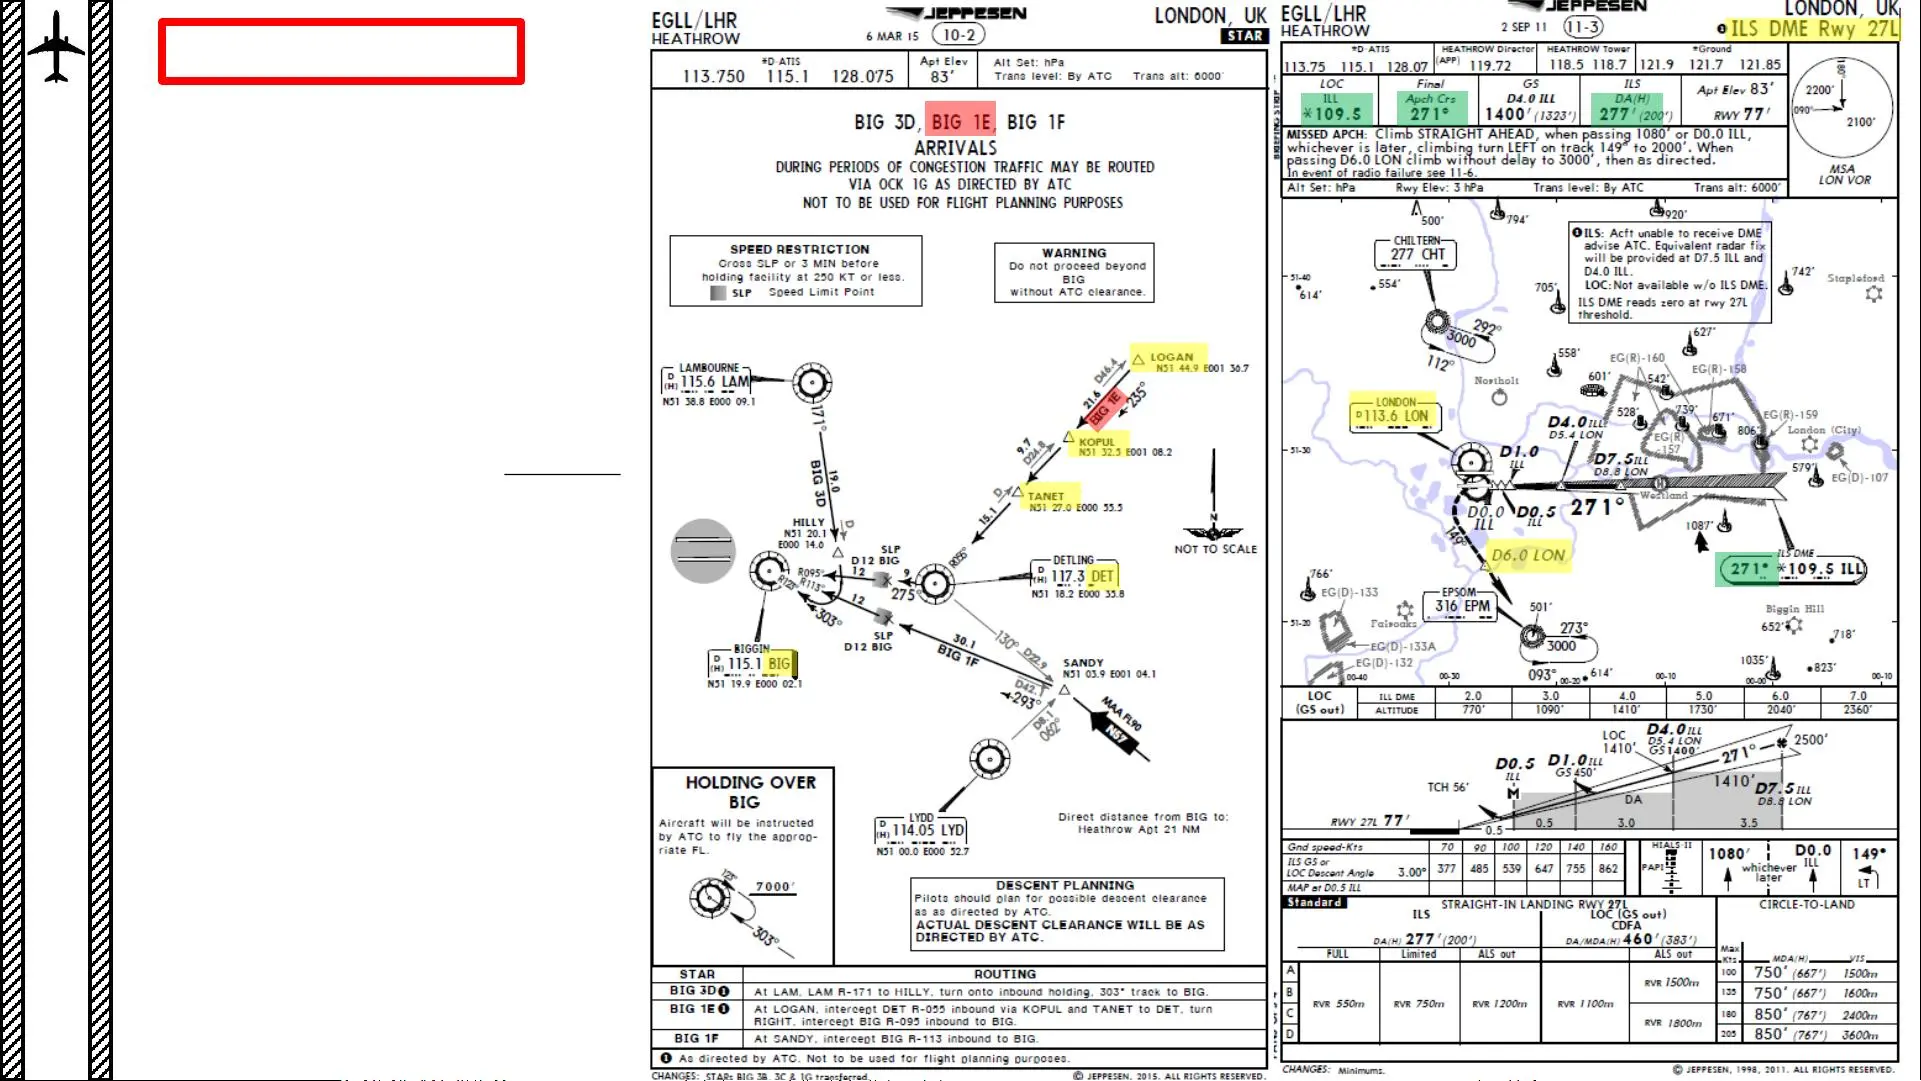 EGLL/LHR
HEATHROW
JEPPESEN
6 MAR 15
10-2
LONDON, UK
STAR
*D-ATIS
113.750 115.1 128.075
Apt Elev
83'
Alt Set: hPa
Trans level: By ATC Trans alt: 6000'
BIG 3D, BIG 1E, BIG 1F
ARRIVALS
DURING PERIODS OF CONGESTION TRAFFIC MAY BE ROUTED
VIA OCK 1G AS DIRECTED BY ATC
NOT TO BE USED FOR FLIGHT PLANNING PURPOSES
SPEED RESTRICTION
Cross SLP or 3 MIN before
holding facility at 250 KT or less.
SLP Speed Limit Point
WARNING
Do not proceed beyond
BIG
without ATC clearance.
LOGAN
N51 44.9 E001 36.7
LAMBOURNE
D
(H) 115.6 LAM
N51 38.8 E000 09.1
D46.4
21.6
BIG 1E
235°
171°
KOPUL
N51 32.5 E001 08.2
9.7
D24.8
BIG 3D
19.0
TANET
N51 27.0 E000 55.5
D
15.1
N
NOT TO SCALE
HILLY
N51 20.1
E000 14.6
D
SLP
D12 BIG
R055°
DETLING
D
(H) 117.3 DET
N51 18.2 E000 35.8
R095°
12
9
275°
R113°
12
303°
SLP
D12 BIG
BIGGIN
D
(H) 115.1 BIG
N51 19.9 E000 02.1
30.1
BIG 1F
130°
D22.9
SANDY
N51 03.9 E001 04.1
D42.1
293°
D8.1
062°
MAA FL90
N57
HOLDING OVER
BIG
Aircraft will be instructed
by ATC to fly the approp-
riate FL.
7000'
303°
LYDD
D
(H) 114.05 LYD
N51 00.0 E000 52.7
Direct distance from BIG to:
Heathrow Apt 21 NM
DESCENT PLANNING
Pilots should plan for possible descent clearance
as as directed by ATC.
ACTUAL DESCENT CLEARANCE WILL BE AS
DIRECTED BY ATC.
STAR ROUTING
BIG 3D❶ At LAM, LAM R-171 to HILLY, turn onto inbound holding, 303° track to BIG.
BIG 1E❶ At LOGAN, intercept DET R-055 inbound via KOPUL and TANET to DET, turn
RIGHT, intercept BIG R-095 inbound to BIG.
BIG 1F At SANDY, intercept BIG R-113 inbound to BIG.
❶ As directed by ATC. Not to be used for flight planning purposes.
CHANGES: STARs BIG 3B, 3C & 1G transferred.
© JEPPESEN, 2015. ALL RIGHTS RESERVED.
EGLL/LHR
HEATHROW
JEPPESEN
2 SEP 11
11-3
LONDON, UK
❶ ILS DME Rwy 27L
*D-ATIS
113.75 115.1 128.07
HEATHROW Director
(APP) 119.72
HEATHROW Tower
118.5 118.7
*Ground
121.9 121.7 121.85
LOC
ILL
*109.5
Final
Apch Crs
271°
GS
D4.0 ILL
1400' (1323')
ILS
DA(H)
277' (200')
Apt Elev 83'
RWY 77'
180°
2200'
090°
2100'
MSA
LON VOR
MISSED APCH: Climb STRAIGHT AHEAD, when passing 1080' or D0.0 ILL,
whichever is later, climbing turn LEFT on track 149° to 2000'. When
passing D6.0 LON climb without delay to 3000', then as directed.
In event of radio failure see 11-6.
Alt Set: hPa Rwy Elev: 3 hPa Trans level: By ATC Trans alt: 6000'
500'
794'
920'
CHILTERN
277 CHT
❶ ILS: Acft unable to receive DME
advise ATC. Equivalent radar fix
will be provided at D7.5 ILL and
D4.0 ILL.
LOC: Not available w/o ILS DME.
ILS DME reads zero at rwy 27L
threshold.
51-40
614'
554'
705'
742'
Stapleford
292°
3000
112°
627'
558'
EG(R)-160
EG(R)-158
Northolt
601'
542'
LONDON
D 113.6 LON
528'
739'
671'
EG(R)-159
806'
London (City)
D4.0 ILL
D5.4 LON
EG(R)
-157
51-30
D1.0
ILL
D7.5 ILL
D8.8 LON
579'
EG(D)-107
Westland
D0.0
ILL
D0.5
ILL
271°
1087'
149°
D6.0 LON
ILS DME
271° *109.5 ILL
766'
EG(D)-133
EPSOM
316 EPM
501'
273°
3000
093°
Biggin Hill
652'
718'
51-20
Fairoaks
EG(D)-133A
EG(D)-132
614'
1035'
823'
00-40
00-30
00-20
00-10
00-00
00-10
LOC
(GS out)
ILL DME 2.0 3.0 4.0 5.0 6.0 7.0
ALTITUDE 770' 1090' 1410' 1730' 2040' 2360'
D4.0 ILL
D5.4 LON
GS 1400'
LOC
1410'
2500'
271°
D0.5
ILL
D1.0 ILL
GS 450'
1410'
D7.5 ILL
D8.8 LON
M
TCH 56'
DA
RWY 27L 77'
0.5
0.5
3.0
3.5
Gnd speed-Kts 70 90 100 120 140 160
ILS GS or
LOC Descent Angle 3.00° 377 485 539 647 755 862
MAP at D0.5 ILL
HIALS-II
PAPI
1080'
whichever
later
D0.0
ILL
149°
LT
Standard
STRAIGHT-IN LANDING RWY 27L
CIRCLE-TO-LAND
ILS
LOC (GS out)
CDFA
DA(H) 277' (200')
DA/MDA(H) 460' (383')
FULL Limited ALS out ALS out
Max
Kts MDA(H) VIS
A
B
C
D
RVR 550m RVR 750m RVR 1200m RVR 1100m
RVR 1500m
RVR 1800m
100 750' (667') 1500m
135 750' (667') 1600m
180 850' (767') 2400m
205 850' (767') 3600m
CHANGES: Minimums.
© JEPPESEN, 1998, 2011. ALL RIGHTS RESERVED.